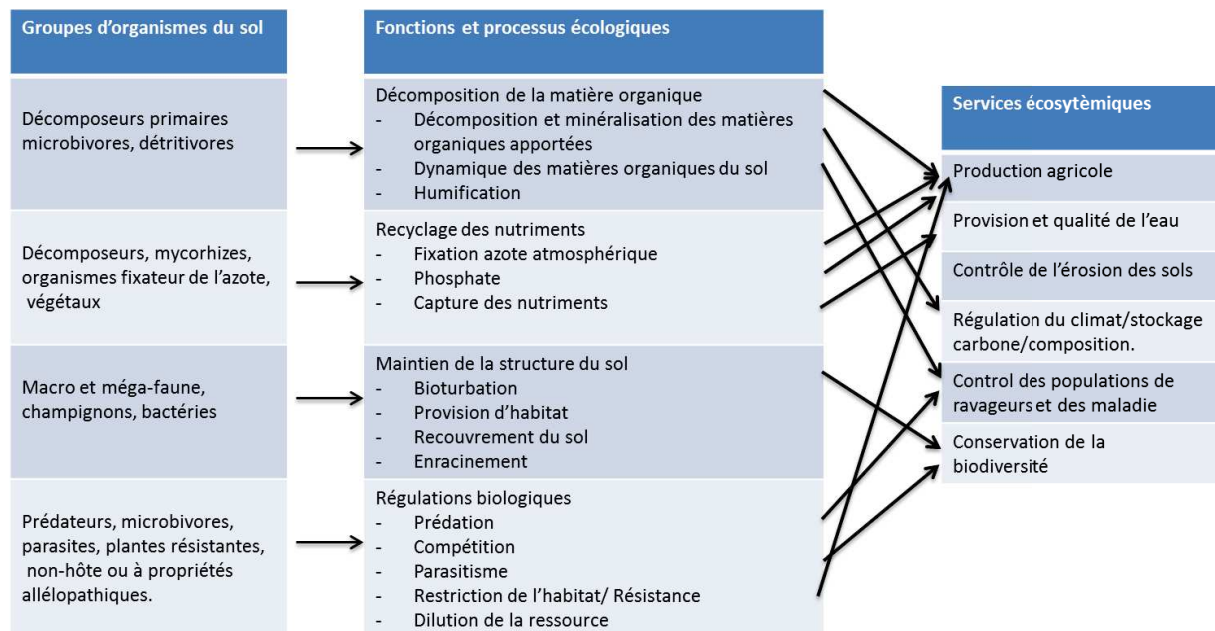 Groupes d'organismes du sol
Décomposeurs primaires
microbivores, détritivores
Décomposeurs, mycorhizes,
organismes fixateur de l'azote,
végétaux
Macro et méga-faune,
champignons, bactéries
Prédateurs, microbivores,
parasites, plantes résistantes,
non-hôte ou à propriétés
allélopathiques.
Fonctions et processus écologiques
Décomposition de la matière organique
- Décomposition et minéralisation des matières
organiques apportées
- Dynamique des matières organiques du sol
- Humification
Recyclage des nutriments
- Fixation azote atmosphérique
- Phosphate
- Capture des nutriments
Maintien de la structure du sol
- Bioturbation
- Provision d'habitat
- Recouvrement du sol
- Enracinement
Régulations biologiques
- Prédation
- Compétition
- Parasitisme
- Restriction de l'habitat/ Résistance
- Dilution de la ressource
Services écosytèmiques
Production agricole
Provision et qualité de l'eau
Contrôle de l'érosion des sols
Régulation du climat/stockage
carbone/composition.
Control des populations de
ravageurs et des maladie
Conservation de la
biodiversité